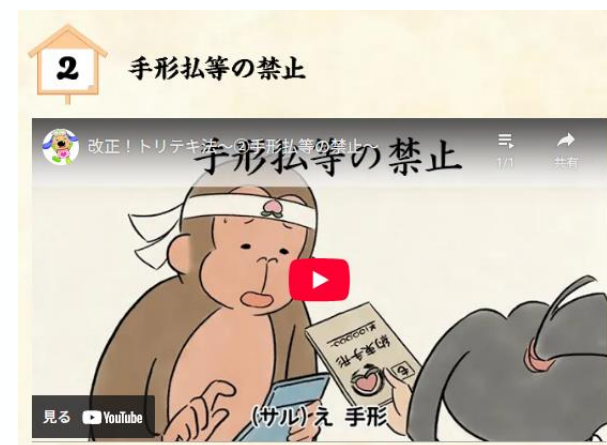 2
手形払等の禁止
改正！トリテキ法～②手形払等の禁止～
手形払等の禁止
1/1
共有
約束手形
(サル)え 手形
見る YouTube